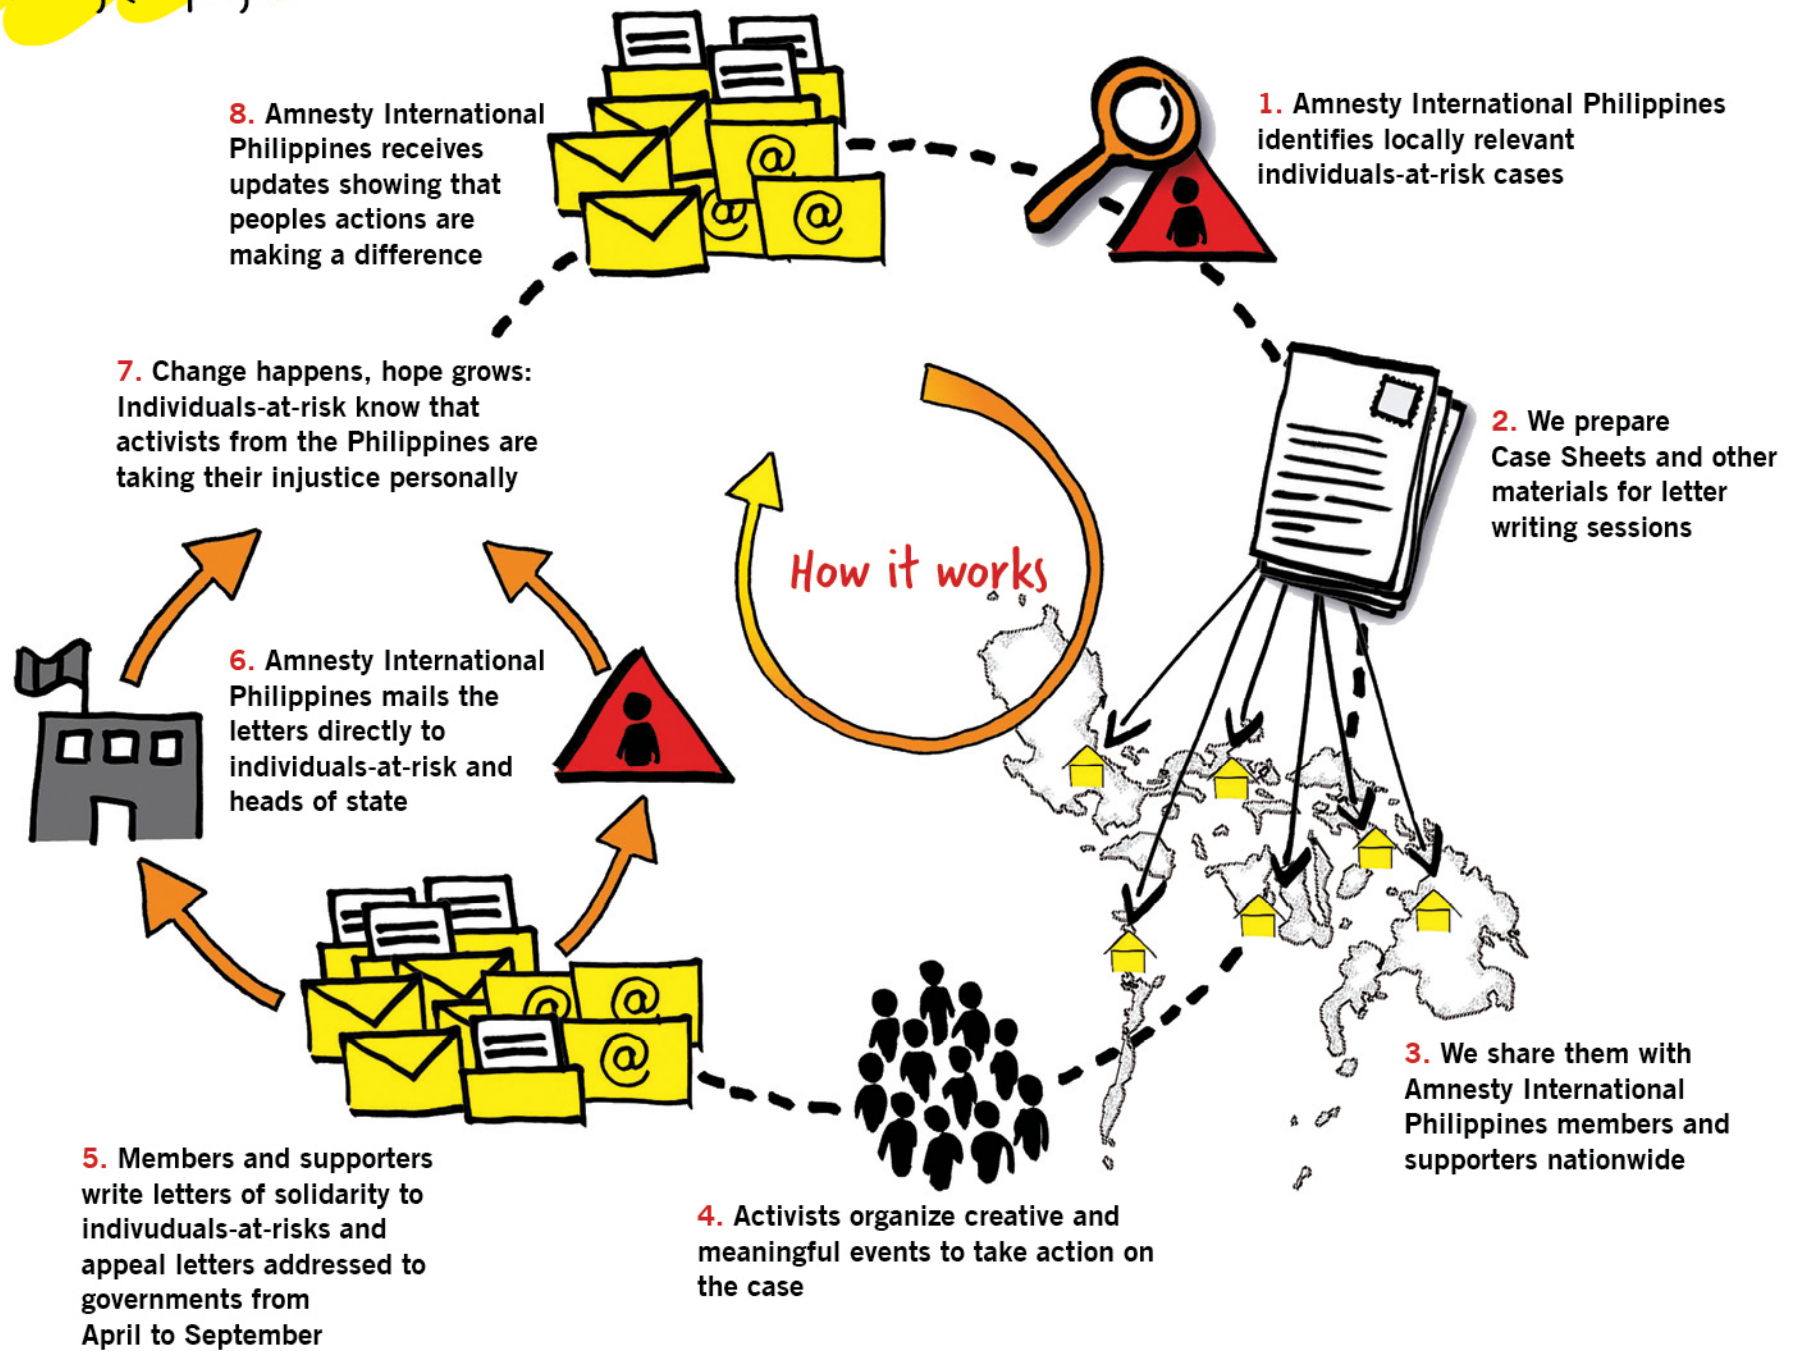 1. Amnesty International Philippines
identifies locally relevant
individuals-at-risk cases
2. We prepare
Case Sheets and other
materials for letter
writing sessions
3. We share them with
Amnesty International
Philippines members and
supporters nationwide
4. Activists organize creative and
meaningful events to take action on
the case
5. Members and supporters
write letters of solidarity to
indivuduals-at-risks and
appeal letters addressed to
governments from
April to September
6. Amnesty International
Philippines mails the
letters directly to
individuals-at-risk and
heads of state
7. Change happens, hope grows:
Individuals-at-risk know that
activists from the Philippines are
taking their injustice personally
8. Amnesty International
Philippines receives
updates showing that
peoples actions are
making a difference
How it works
@
@
@
@
@
@